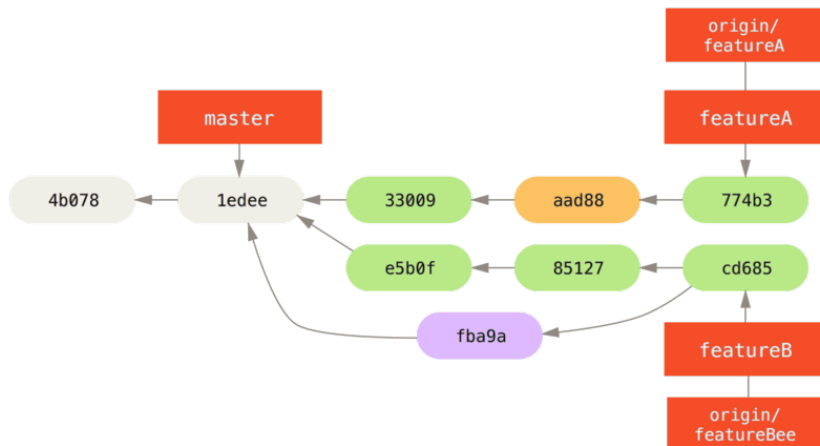 origin/
featureA
master
featureA
4b078
1edee
33009
aad88
774b3
e5b0f
85127
cd685
fba9a
featureB
origin/
featureBee